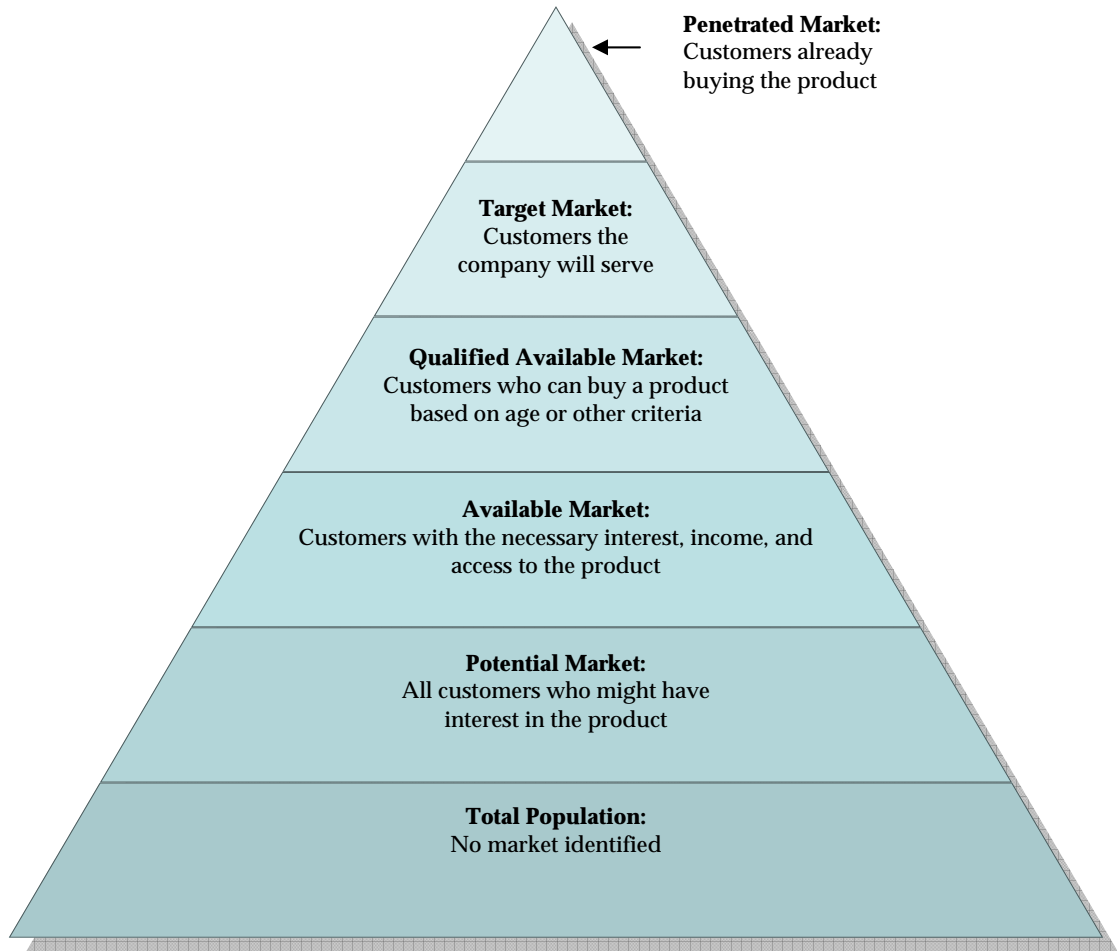 Penetrated Market:
Customers already
buying the product
Target Market:
Customers the
company will serve
Qualified Available Market:
Customers who can buy a product
based on age or other criteria
Available Market:
Customers with the necessary interest, income, and
access to the product
Potential Market:
All customers who might have
interest in the product
Total Population:
No market identified